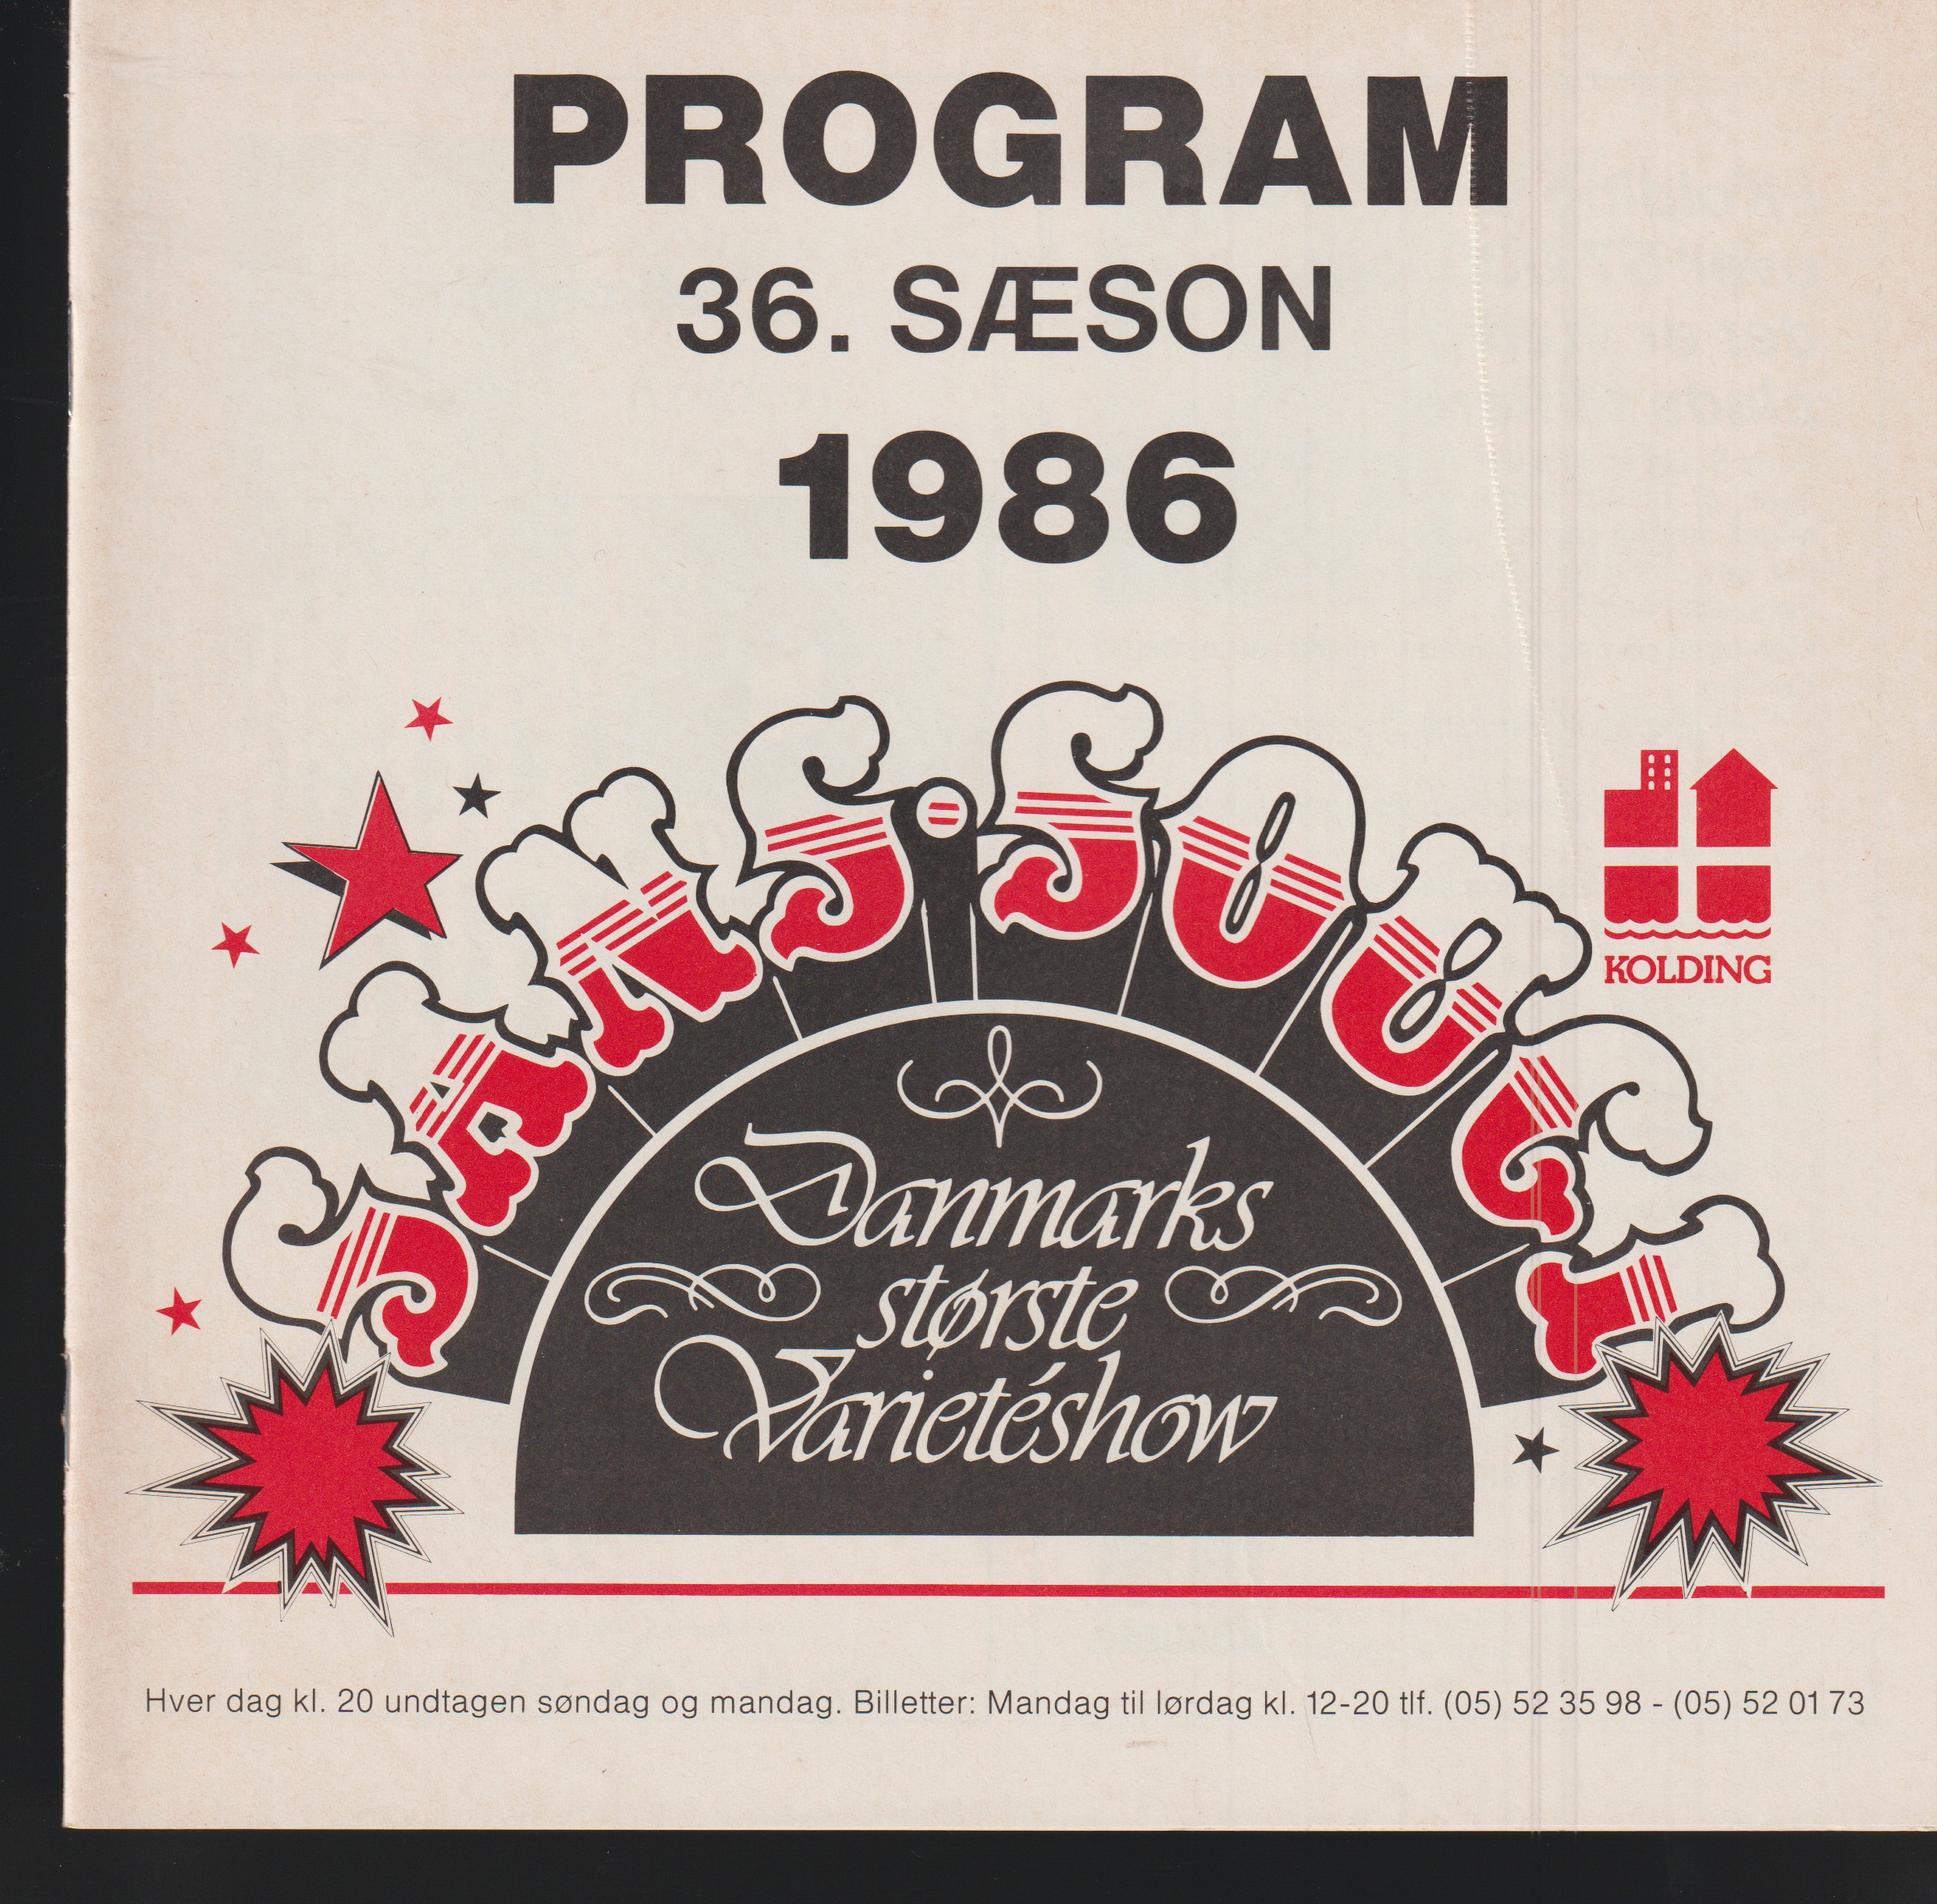 PROGRAM
36. SÆSON
1986
SANS·SOUCI
KOLDING
Danmarks
største
Varietéshow
Hver dag kl. 20 undtagen søndag og mandag. Billetter: Mandag til lørdag kl. 12-20 tlf. (05) 52 35 98 - (05) 52 01 73